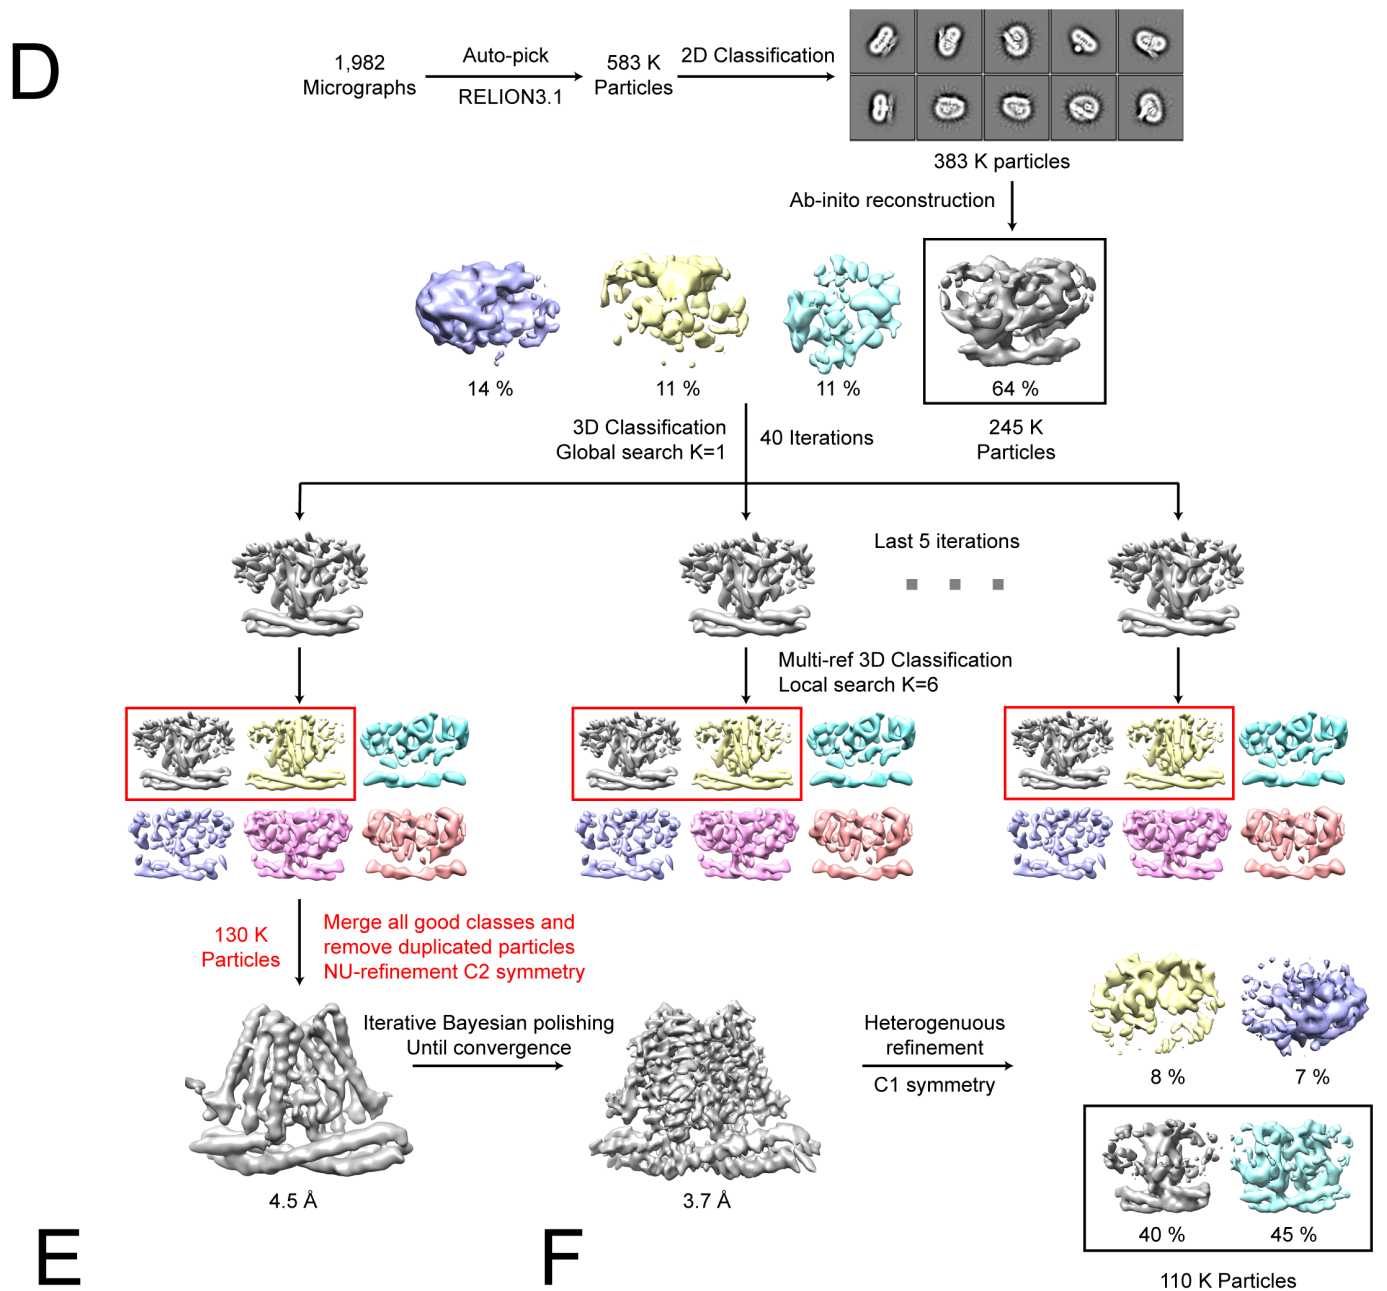 D
1,982
Micrographs
Auto-pick
RELION3.1
583 K
Particles
2D Classification
383 K particles
Ab-inito reconstruction
14 %
11 %
11 %
64 %
245 K
Particles
3D Classification
Global search K=1
40 Iterations
Last 5 iterations
Multi-ref 3D Classification
Local search K=6
130 K
Particles
Merge all good classes and
remove duplicated particles
NU-refinement C2 symmetry
Iterative Bayesian polishing
Until convergence
Heterogenuous
refinement
C1 symmetry
8 %
7 %
4.5 Å
3.7 Å
40 %
45 %
110 K Particles
E
F